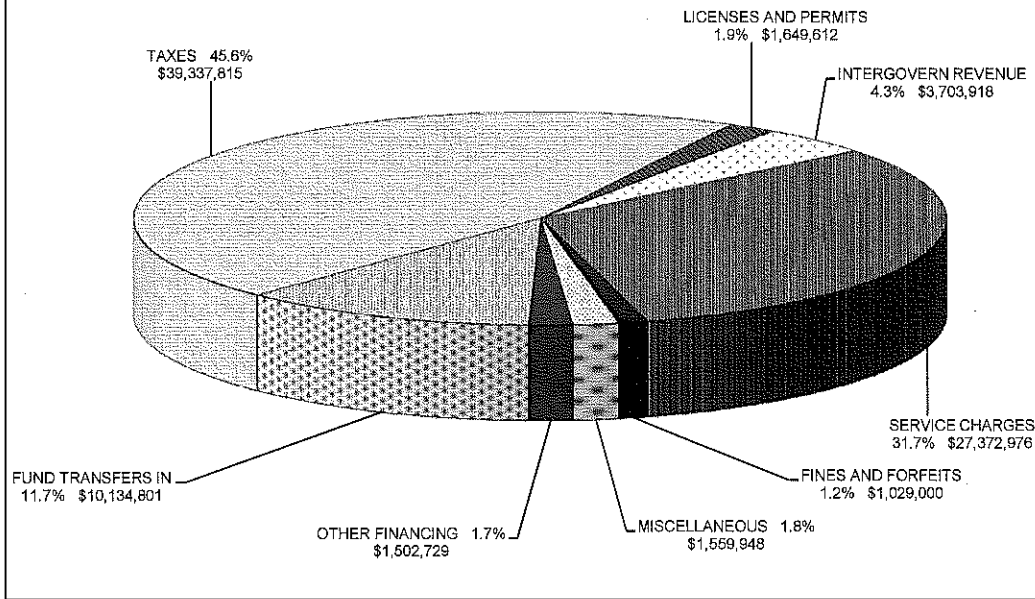 LICENSES AND PERMITS
1.9% $1,649,612
TAXES 45.6%
$39,337,815
INTERGOVERN REVENUE
4.3% $3,703,918
SERVICE CHARGES
31.7% $27,372,976
FUND TRANSFERS IN
11.7% $10,134,801
FINES AND FORFEITS
1.2% $1,029,000
OTHER FINANCING 1.7%
$1,502,729
MISCELLANEOUS 1.8%
$1,559,948